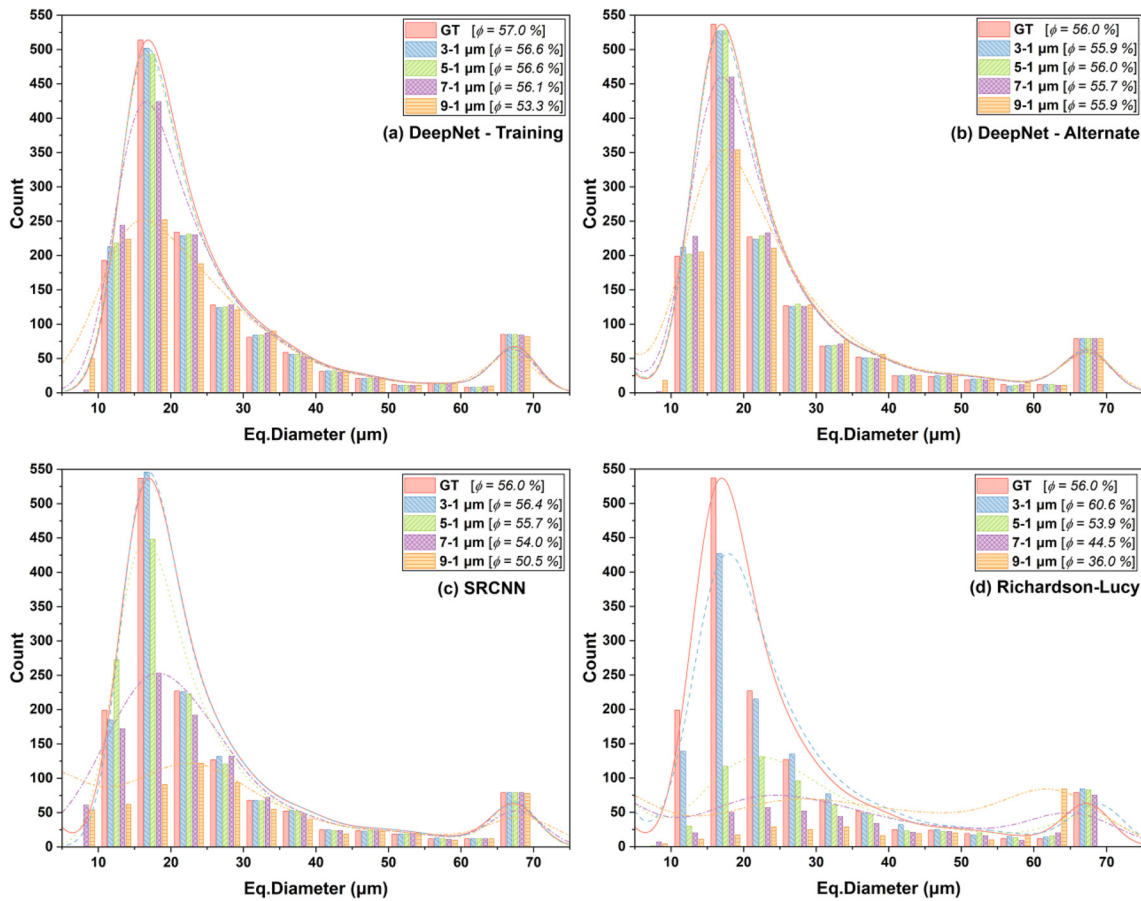 GT [ϕ = 57.0 %]
3-1 µm [ϕ = 56.6 %]
5-1 µm [ϕ = 56.6 %]
7-1 µm [ϕ = 56.1 %]
9-1 µm [ϕ = 53.3 %]
(a) DeepNet - Training
Count
550
500
450
400
350
300
250
200
150
100
50
0
10 20 30 40 50 60 70
Eq.Diameter (µm)
GT [ϕ = 56.0 %]
3-1 µm [ϕ = 55.9 %]
5-1 µm [ϕ = 56.0 %]
7-1 µm [ϕ = 55.7 %]
9-1 µm [ϕ = 55.9 %]
(b) DeepNet - Alternate
Count
550
500
450
400
350
300
250
200
150
100
50
0
10 20 30 40 50 60 70
Eq.Diameter (µm)
GT [ϕ = 56.0 %]
3-1 µm [ϕ = 56.4 %]
5-1 µm [ϕ = 55.7 %]
7-1 µm [ϕ = 54.0 %]
9-1 µm [ϕ = 50.5 %]
(c) SRCNN
Count
550
500
450
400
350
300
250
200
150
100
50
0
10 20 30 40 50 60 70
Eq.Diameter (µm)
GT [ϕ = 56.0 %]
3-1 µm [ϕ = 60.6 %]
5-1 µm [ϕ = 53.9 %]
7-1 µm [ϕ = 44.5 %]
9-1 µm [ϕ = 36.0 %]
(d) Richardson-Lucy
Count
550
500
450
400
350
300
250
200
150
100
50
0
10 20 30 40 50 60 70
Eq.Diameter (µm)